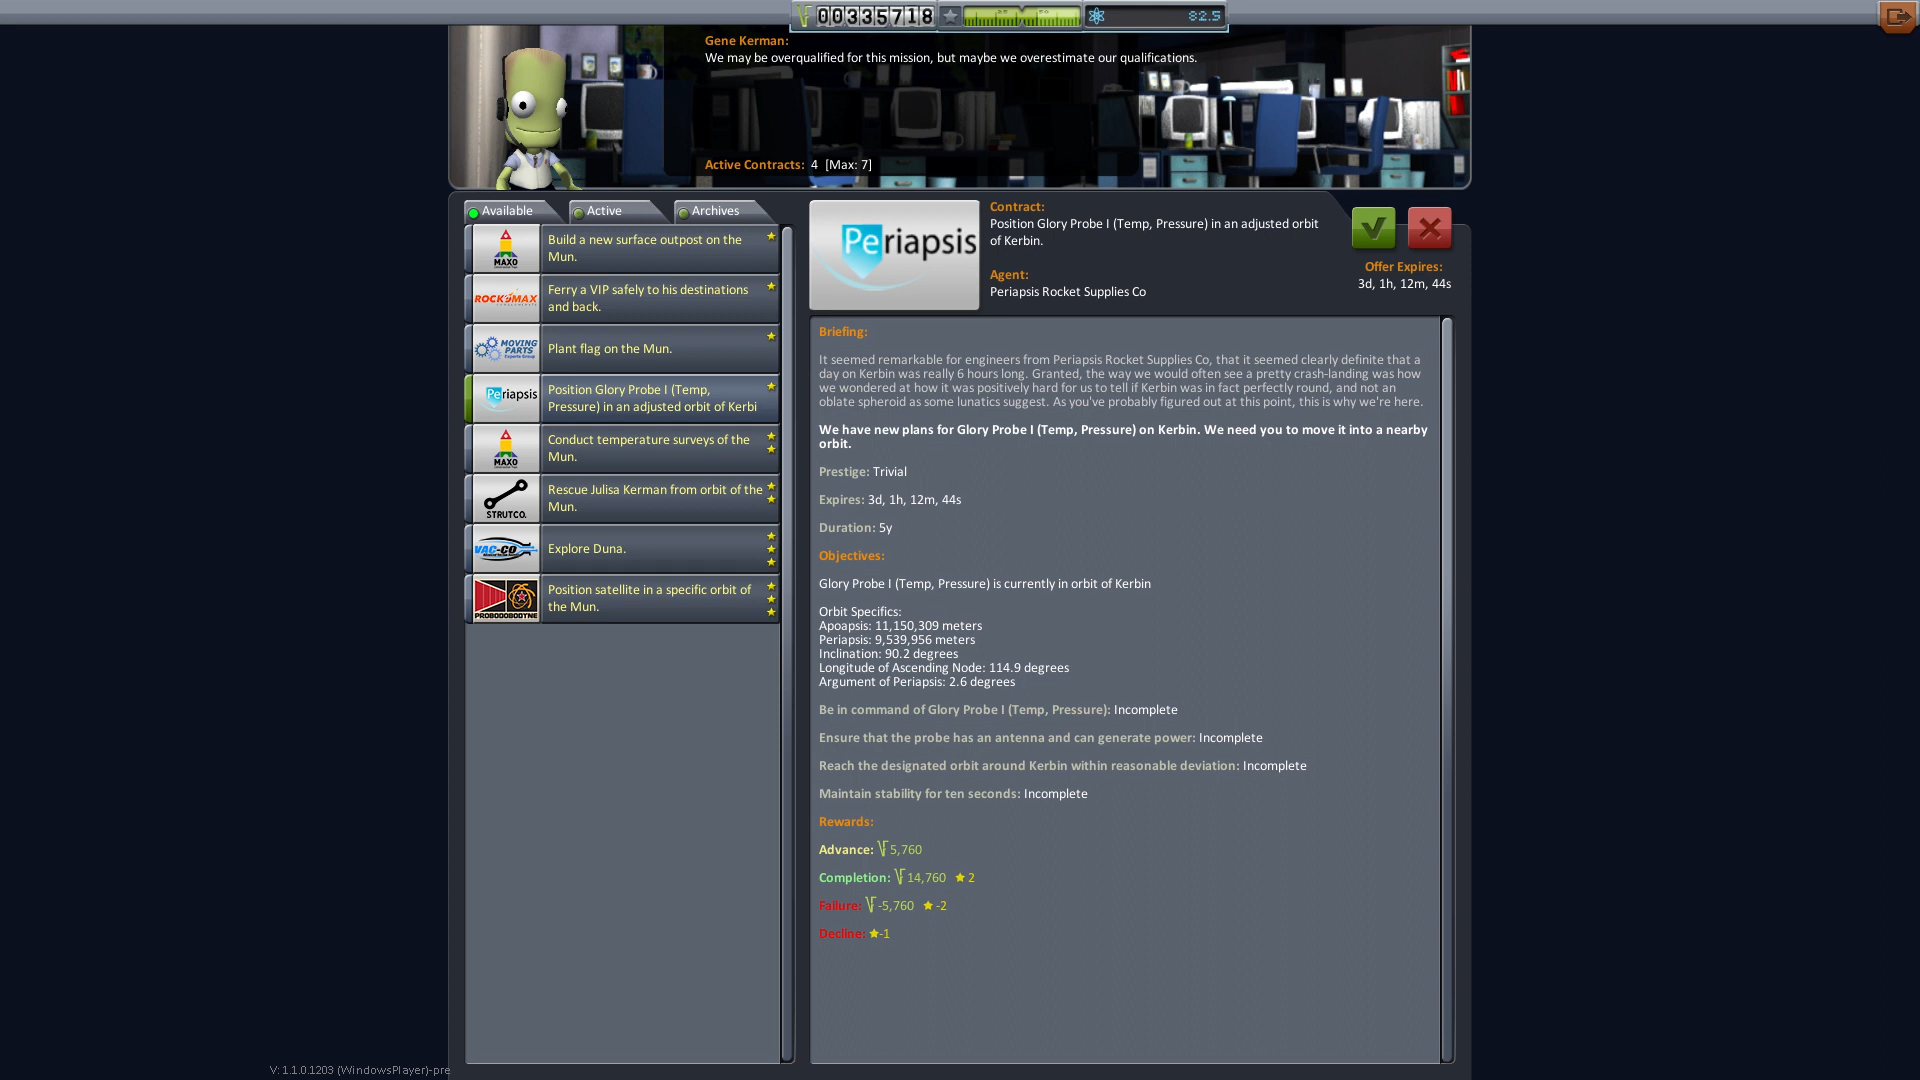 00335718
82.5
Gene Kerman:
We may be overqualified for this mission, but maybe we overestimate our qualifications.
Active Contracts: 4 [Max: 7]
Available
Active
Archives
MAXO
Build a new surface outpost on the
Mun.
ROCKOMAX
Ferry a VIP safely to his destinations
and back.
MOVING
PARTS
Experts Group
Plant flag on the Mun.
Periapsis
Position Glory Probe I (Temp,
Pressure) in an adjusted orbit of Kerbi
MAXO
Conduct temperature surveys of the
Mun.
STRUTCO.
Rescue Julisa Kerman from orbit of the
Mun.
VAC-CO
Explore Duna.
PROBODOBODYNE
Position satellite in a specific orbit of
the Mun.
Periapsis
Contract:
Position Glory Probe I (Temp, Pressure) in an adjusted orbit
of Kerbin.
Agent:
Periapsis Rocket Supplies Co
Offer Expires:
3d, 1h, 12m, 44s
Briefing:
It seemed remarkable for engineers from Periapsis Rocket Supplies Co, that it seemed clearly definite that a
day on Kerbin was really 6 hours long. Granted, the way we would often see a pretty crash-landing was how
we wondered at how it was positively hard for us to tell if Kerbin was in fact perfectly round, and not an
oblate spheroid as some lunatics suggest. As you've probably figured out at this point, this is why we're here.
We have new plans for Glory Probe I (Temp, Pressure) on Kerbin. We need you to move it into a nearby
orbit.
Prestige: Trivial
Expires: 3d, 1h, 12m, 44s
Duration: 5y
Objectives:
Glory Probe I (Temp, Pressure) is currently in orbit of Kerbin
Orbit Specifics:
Apoapsis: 11,150,309 meters
Periapsis: 9,539,956 meters
Inclination: 90.2 degrees
Longitude of Ascending Node: 114.9 degrees
Argument of Periapsis: 2.6 degrees
Be in command of Glory Probe I (Temp, Pressure): Incomplete
Ensure that the probe has an antenna and can generate power: Incomplete
Reach the designated orbit around Kerbin within reasonable deviation: Incomplete
Maintain stability for ten seconds: Incomplete
Rewards:
Advance: 5,760
Completion: 14,760 2
Failure: -5,760 -2
Decline: -1
V: 1.1.0.1203 (WindowsPlayer)-pre